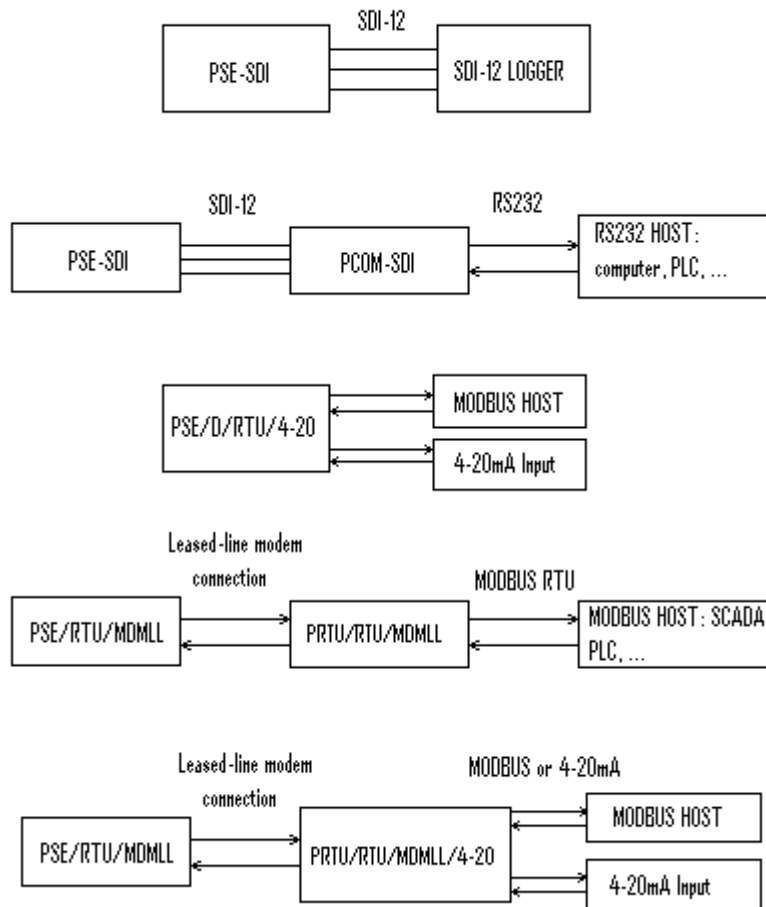 SDI-12
PSE-SDI
SDI-12 LOGGER
SDI-12
RS232
PSE-SDI
PCOM-SDI
RS232 HOST:
computer, PLC, ...
PSE/D/RTU/4-20
MODBUS HOST
4-20mA Input
Leased-line modem
connection
MODBUS RTU
PSE/RTU/MDMLL
PRTU/RTU/MDMLL
MODBUS HOST: SCADA
PLC, ...
Leased-line modem
connection
MODBUS or 4-20mA
PSE/RTU/MDMLL
PRTU/RTU/MDMLL/4-20
MODBUS HOST
4-20mA Input